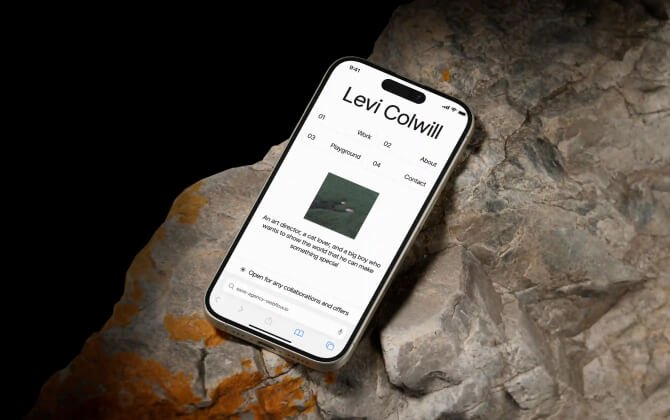 9:41
Levi Colwill
01 Work 02 About
03 Playground 04 Contact
An art director, a cat lover, and a big boy who
wants to show the world that he can make
something special
Open for any collaborations and offers